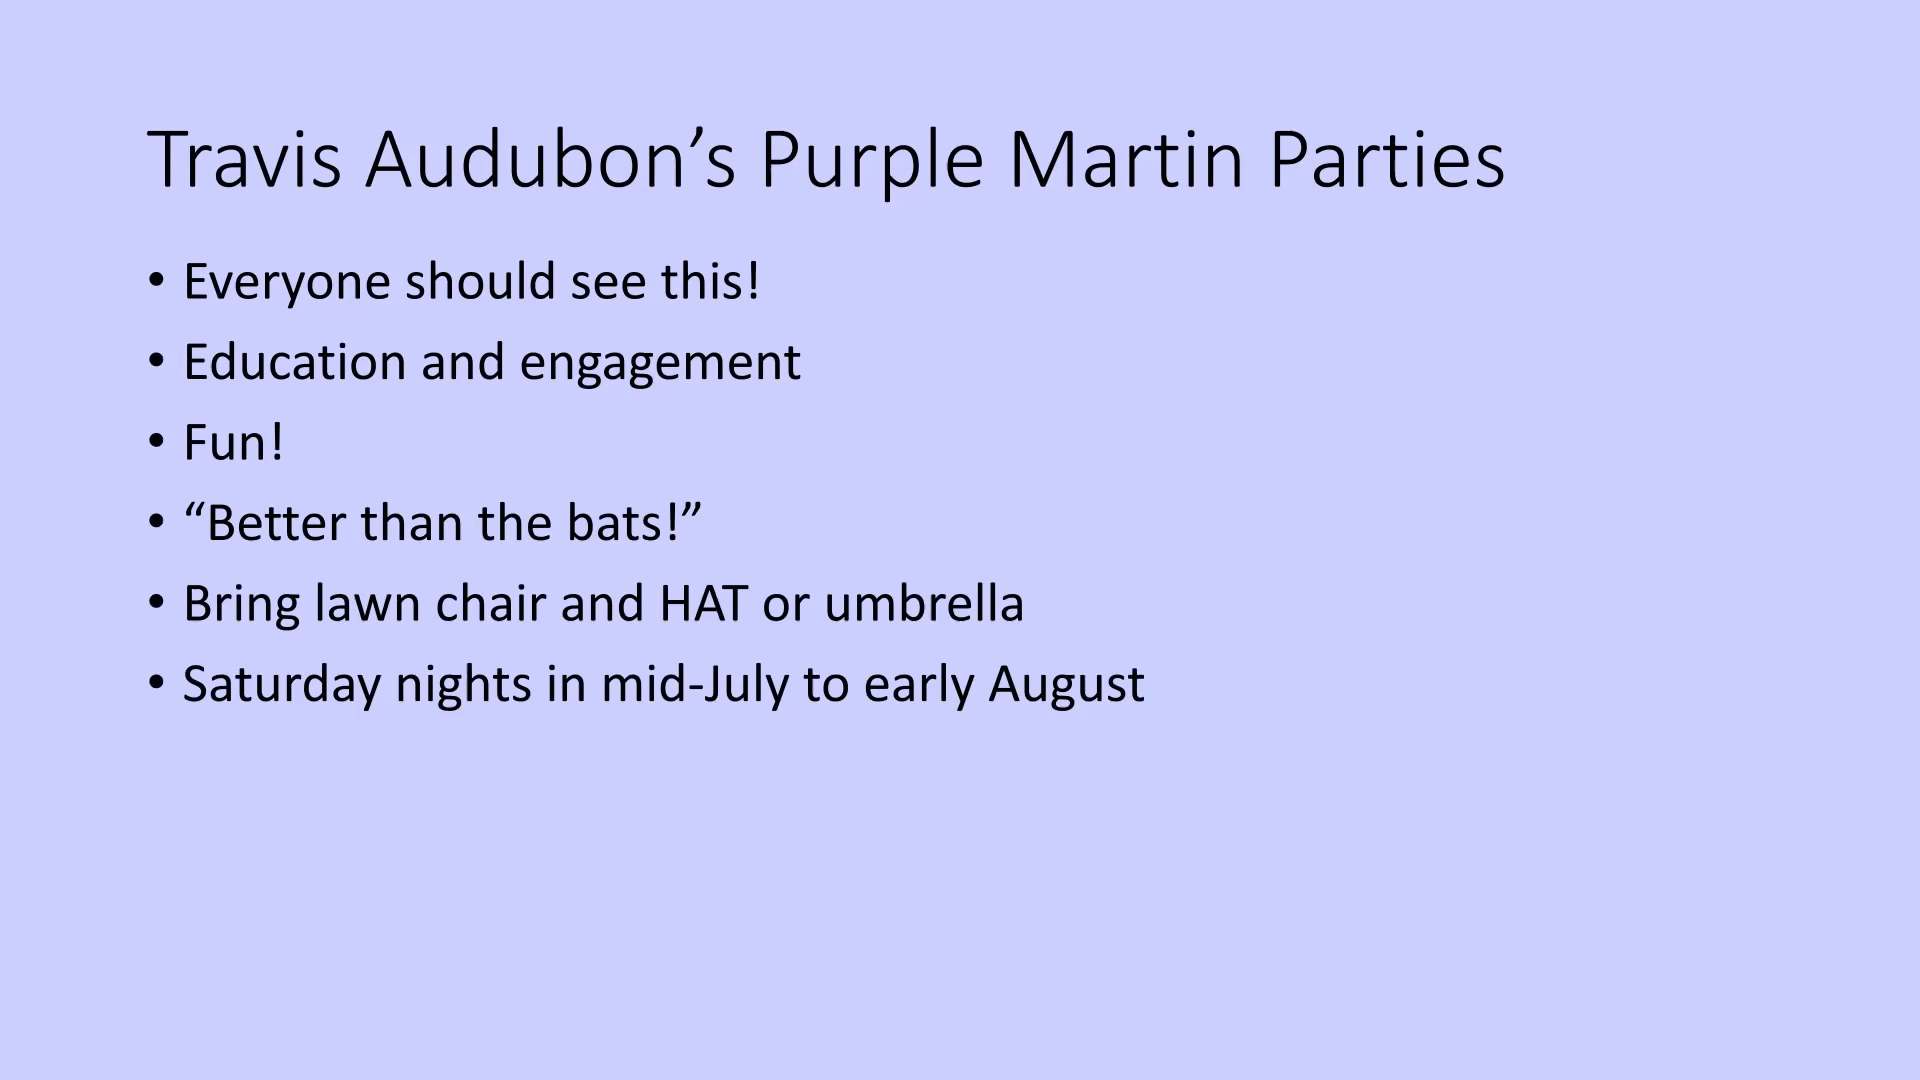 Travis Audubon’s Purple Martin Parties
• Everyone should see this!
• Education and engagement
• Fun!
• “Better than the bats!”
• Bring lawn chair and HAT or umbrella
• Saturday nights in mid-July to early August